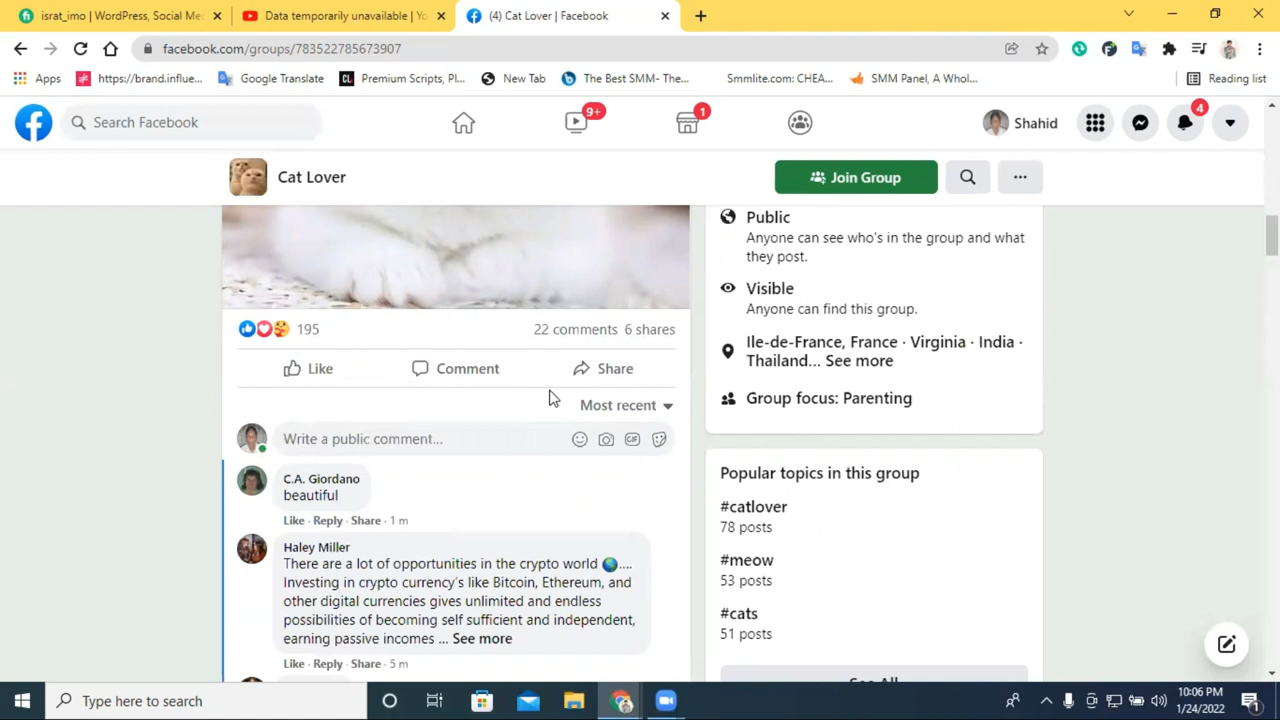 israt_imo | WordPress, Social Me
Data temporarily unavailable | Yo
(4) Cat Lover | Facebook
facebook.com/groups/783522785673907
Apps
https://brand.influe...
Google Translate
CL
Premium Scripts, Pl...
New Tab
The Best SMM- The...
Smmlite.com: CHEA...
SMM Panel, A Whol...
Reading list
Search Facebook
9+
1
Shahid
4
Cat Lover
Join Group
Public
Anyone can see who's in the group and what
they post.
Visible
Anyone can find this group.
Ile-de-France, France · Virginia · India ·
Thailand... See more
Group focus: Parenting
195
22 comments 6 shares
Like
Comment
Share
Most recent
Write a public comment...
GIF
C.A. Giordano
beautiful
Like · Reply · Share · 1 m
Haley Miller
There are a lot of opportunities in the crypto world 🌎....
Investing in crypto currency's like Bitcoin, Ethereum, and
other digital currencies gives unlimited and endless
possibilities of becoming self sufficient and independent,
earning passive incomes ... See more
Like · Reply · Share · 5 m
Popular topics in this group
#catlover
78 posts
#meow
53 posts
#cats
51 posts
See All
Type here to search
10:06 PM
1/24/2022
1